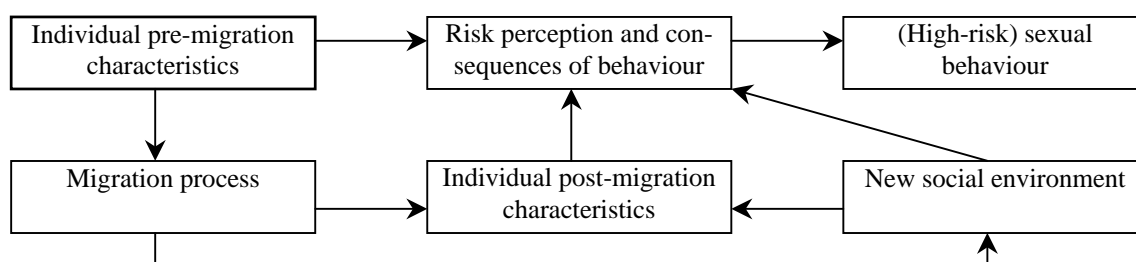 Individual pre-migration
characteristics
Risk perception and con-
sequences of behaviour
(High-risk) sexual
behaviour
Migration process
Individual post-migration
characteristics
New social environment